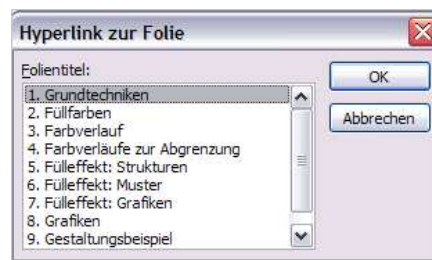 Hyperlink zur Folie
Folientitel:
1. Grundtechniken
2. Füllfarben
3. Farbverlauf
4. Farbverläufe zur Abgrenzung
5. Fülleffekt: Strukturen
6. Fülleffekt: Muster
7. Fülleffekt: Grafiken
8. Grafiken
9. Gestaltungsbeispiel
OK
Abbrechen